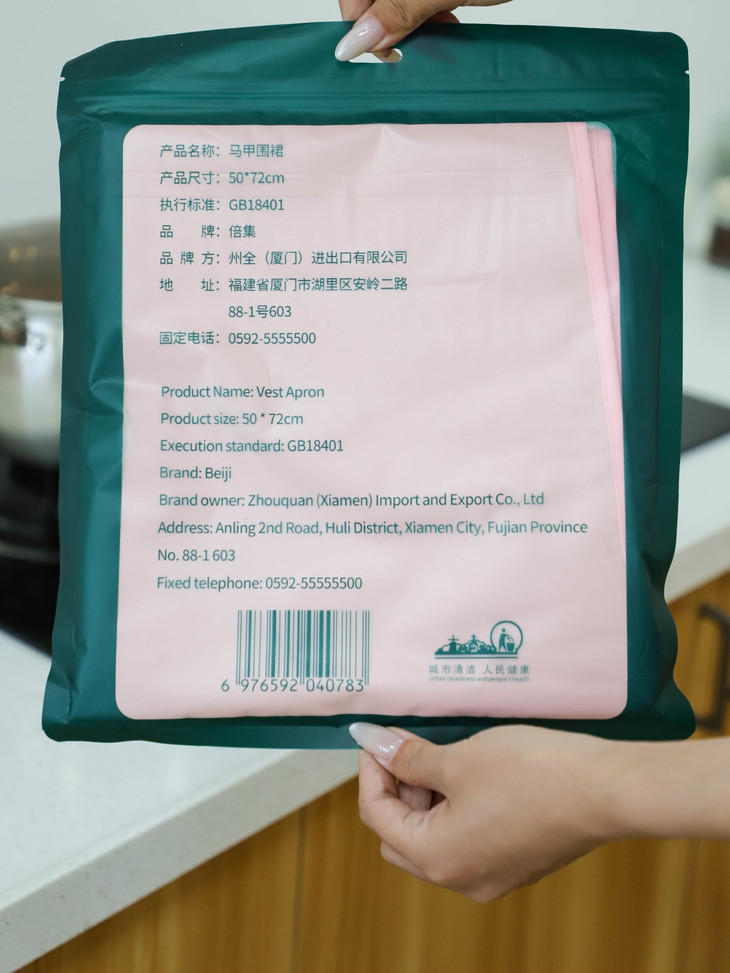 产品名称：马甲围裙
产品尺寸：50*72cm
执行标准：GB18401
品 牌：倍集
品 牌 方：州全（厦门）进出口有限公司
地 址：福建省厦门市湖里区安岭二路
88-1号603
固定电话：0592-5555500
Product Name: Vest Apron
Product size: 50 * 72cm
Execution standard: GB18401
Brand: Beiji
Brand owner: Zhouquan (Xiamen) Import and Export Co., Ltd
Address: Anling 2nd Road, Huli District, Xiamen City, Fujian Province
No. 88-1 603
Fixed telephone: 0592-55555500
6 976592 040783
城市清洁 人民健康
Urban cleanliness and people's health